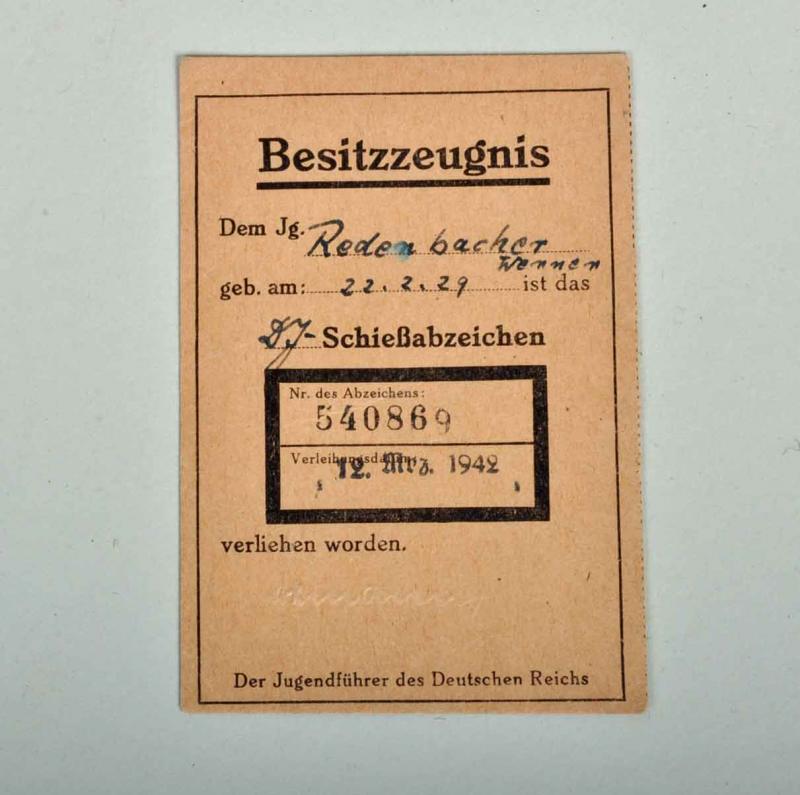 Besitzzeugnis
Dem Jg. Redenbacher
Werner
geb. am: 22.2.29 ist das
DJ-Schießabzeichen
Nr. des Abzeichens:
540869
Verleihungsdatum:
12. Mrz. 1942
verliehen worden.
Der Jugendführer des Deutschen Reichs